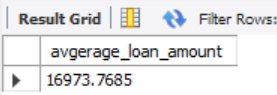 Result Grid Filter Rows:
avgerage_loan_amount
16973.7685